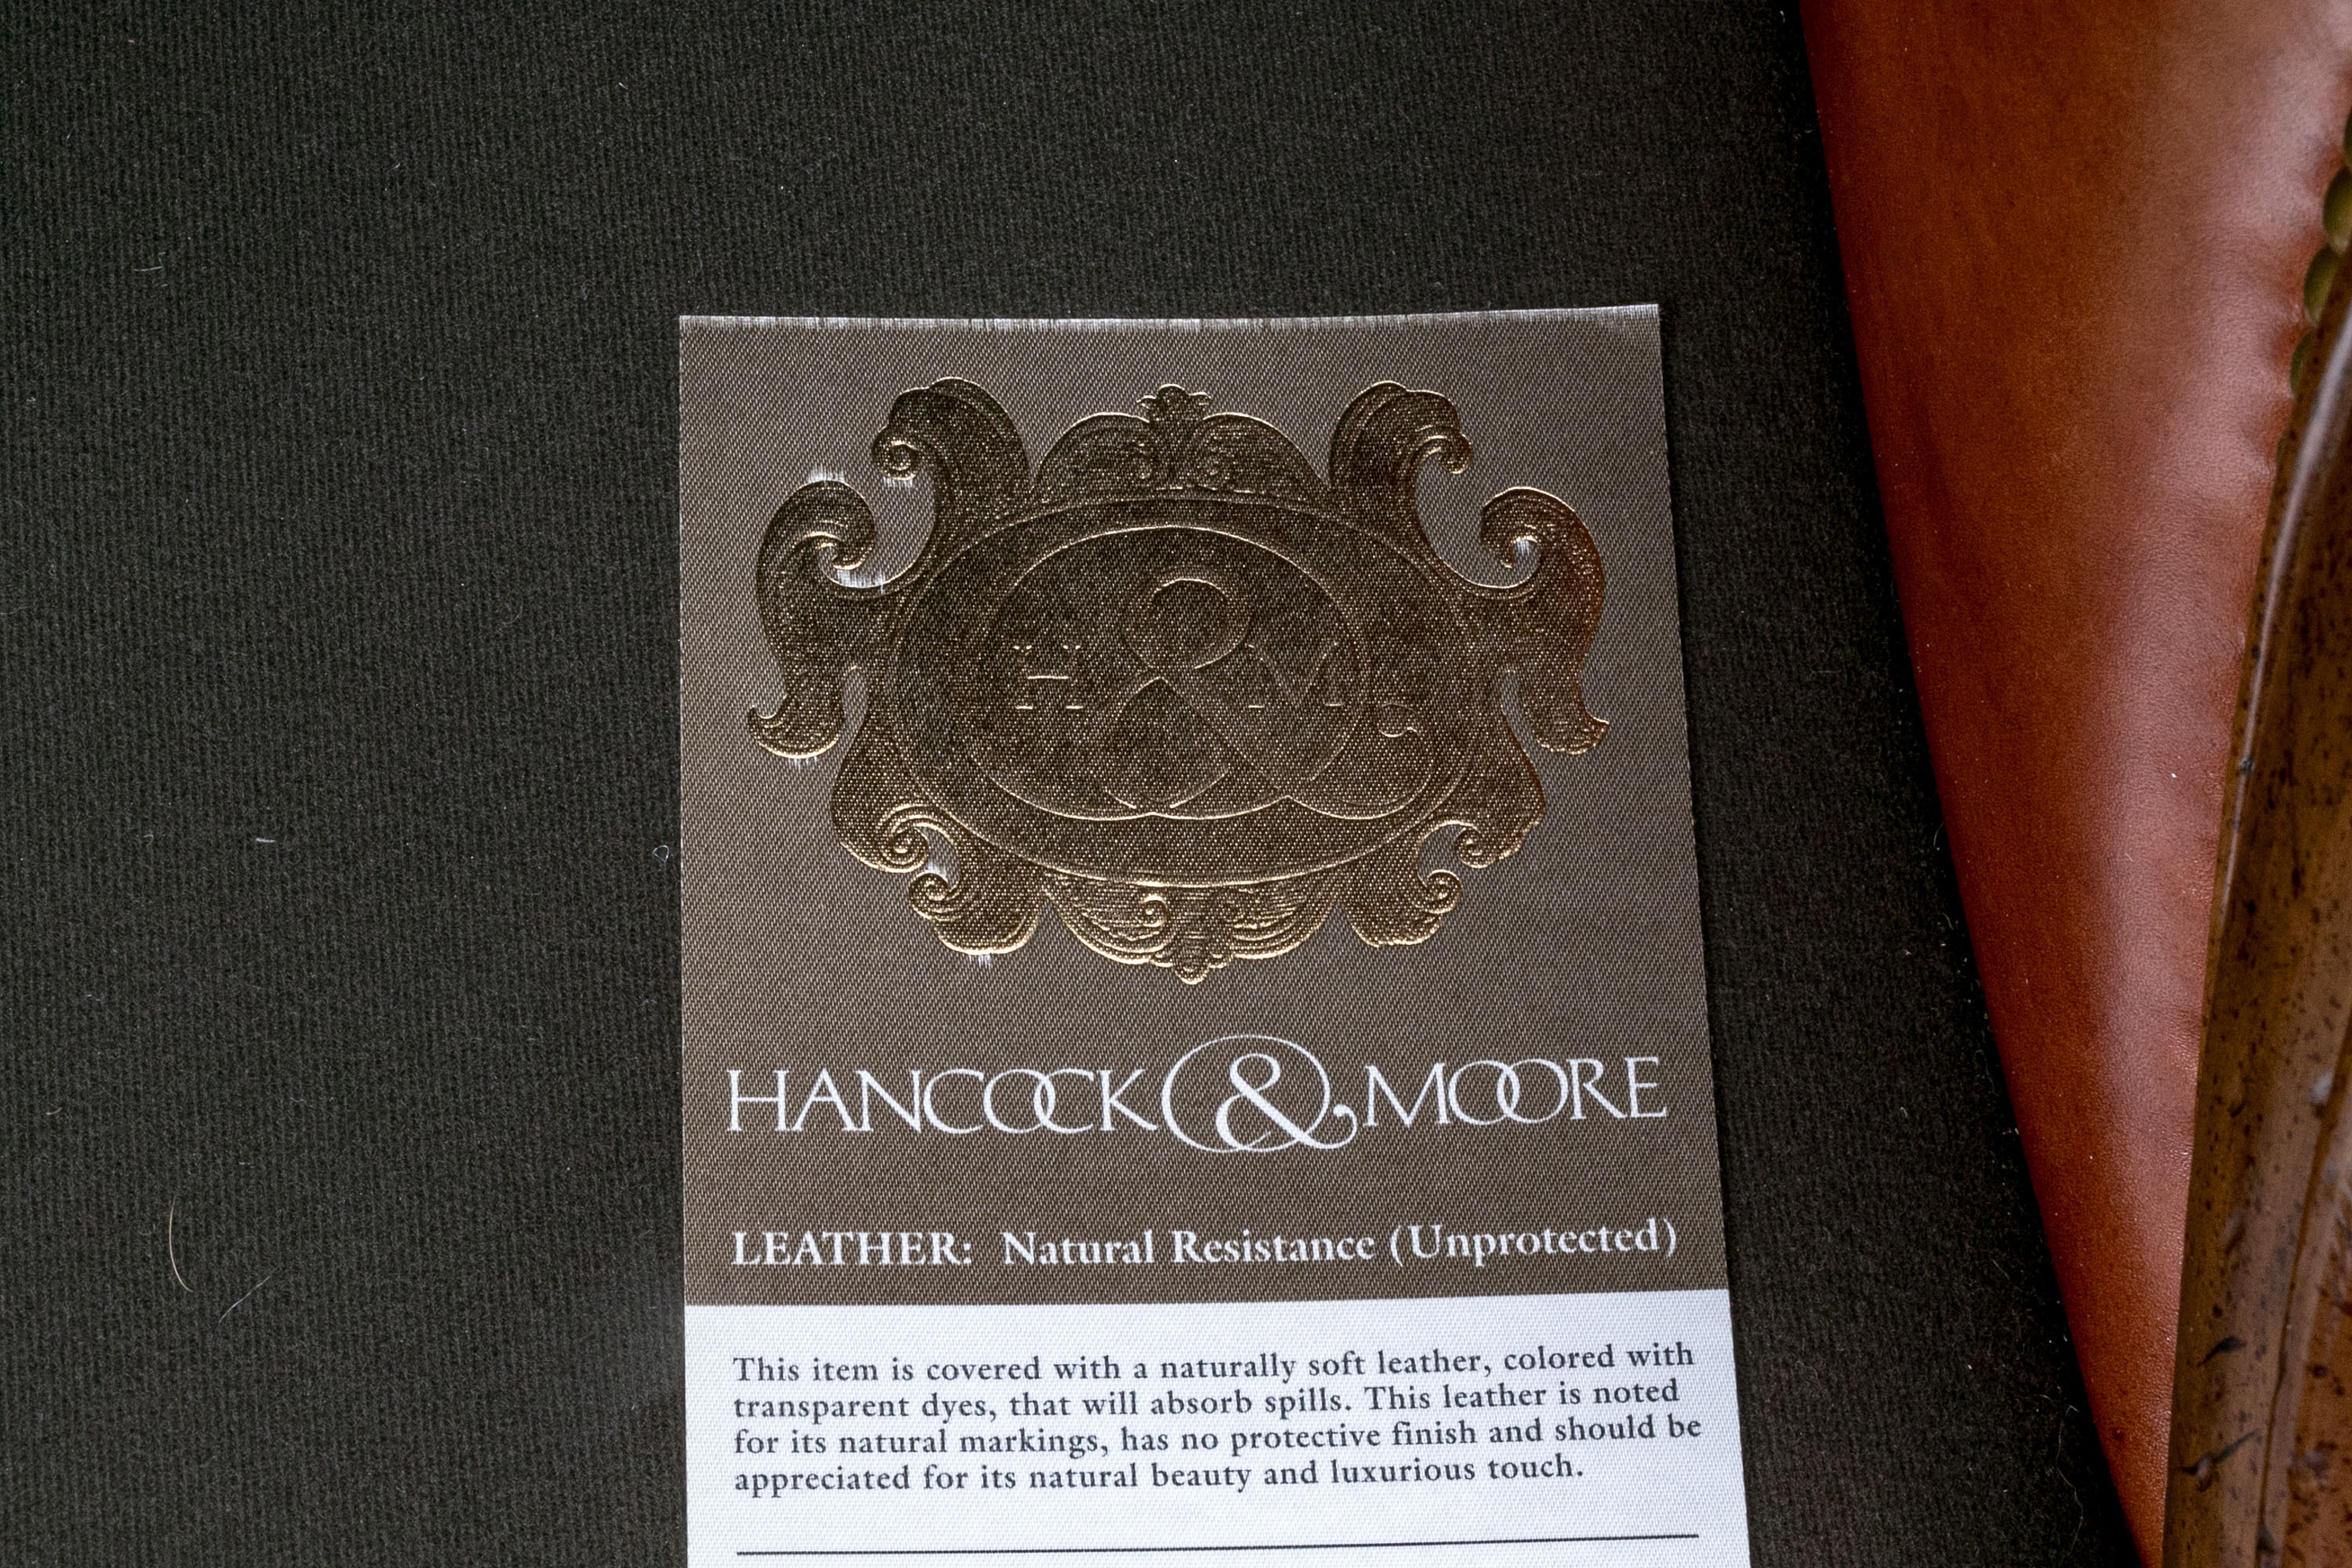 H & M
HANCOCK & MOORE
LEATHER: Natural Resistance (Unprotected)
This item is covered with a naturally soft leather, colored with
transparent dyes, that will absorb spills. This leather is noted
for its natural markings, has no protective finish and should be
appreciated for its natural beauty and luxurious touch.